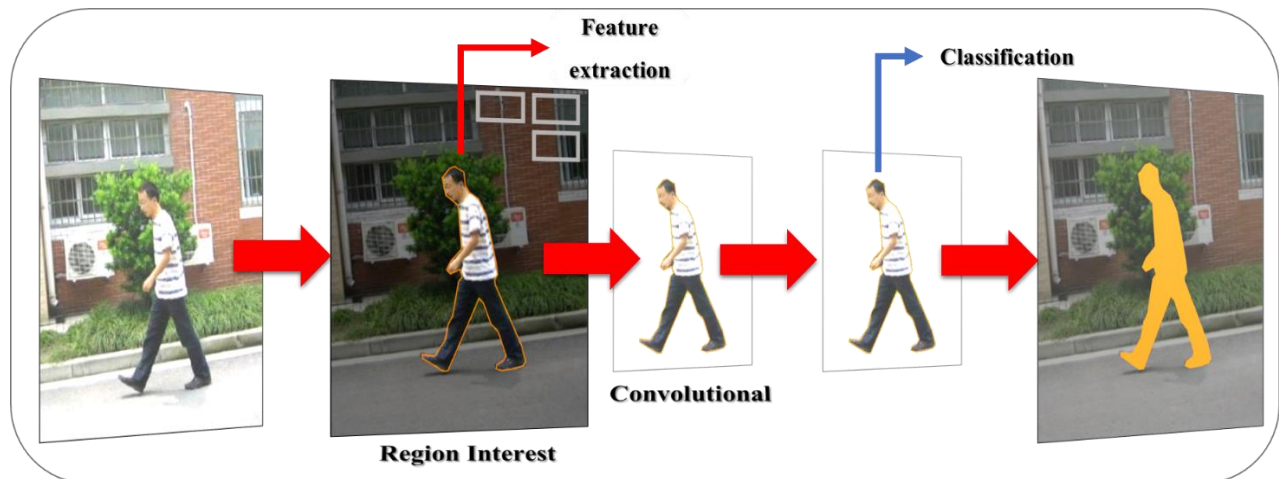 Feature
extraction
Classification
Convolutional
Region Interest